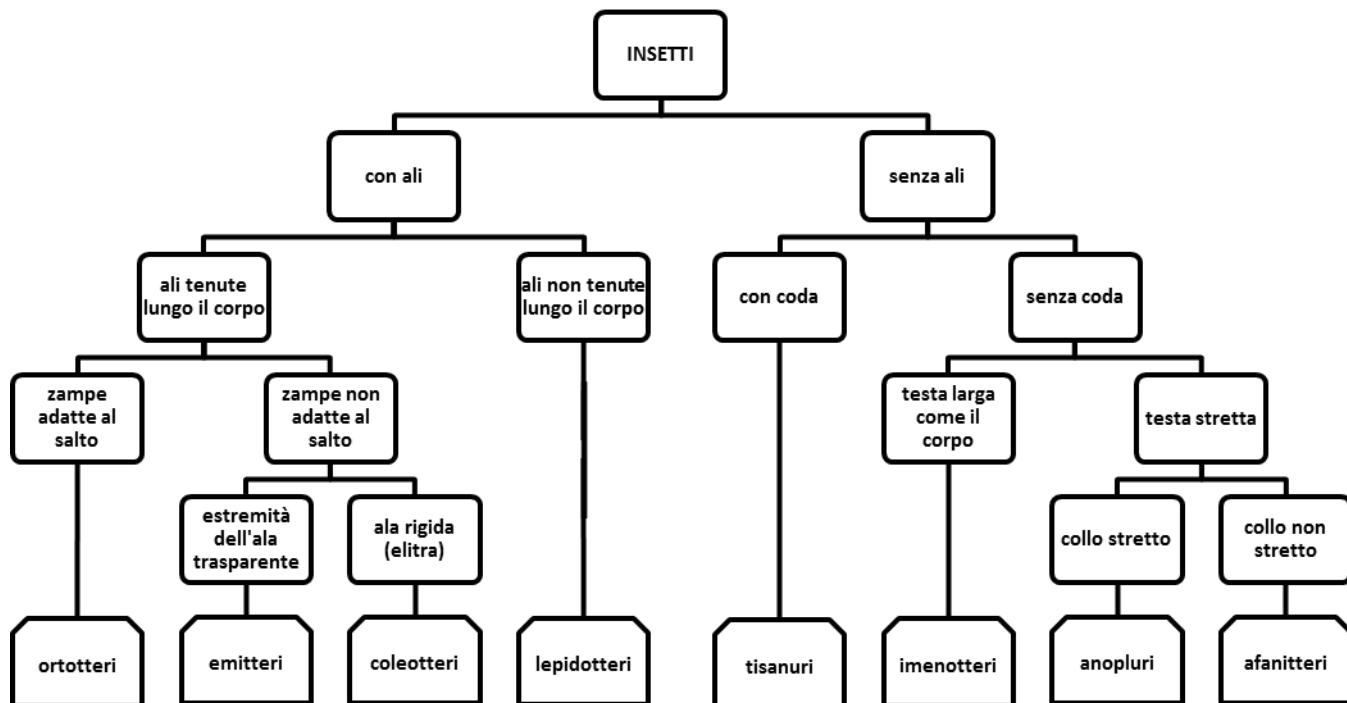 INSETTI
con ali
senza ali
ali tenute
lungo il corpo
ali non tenute
lungo il corpo
con coda
senza coda
zampe
adatte al
salto
zampe non
adatte al
salto
testa larga
come il
corpo
testa stretta
estremità
dell'ala
trasparente
ala rigida
(elitra)
collo stretto
collo non
stretto
ortotteri
emitteri
coleotteri
lepidotteri
tisanuri
imenotteri
anopluri
afanitteri